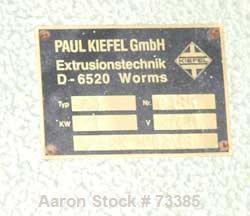 PAUL KIEFEL GmbH
Extrusionstechnik
D-6520 Worms
KIEFEL
Typ Nr.
KW V
Aaron Stock # 73385